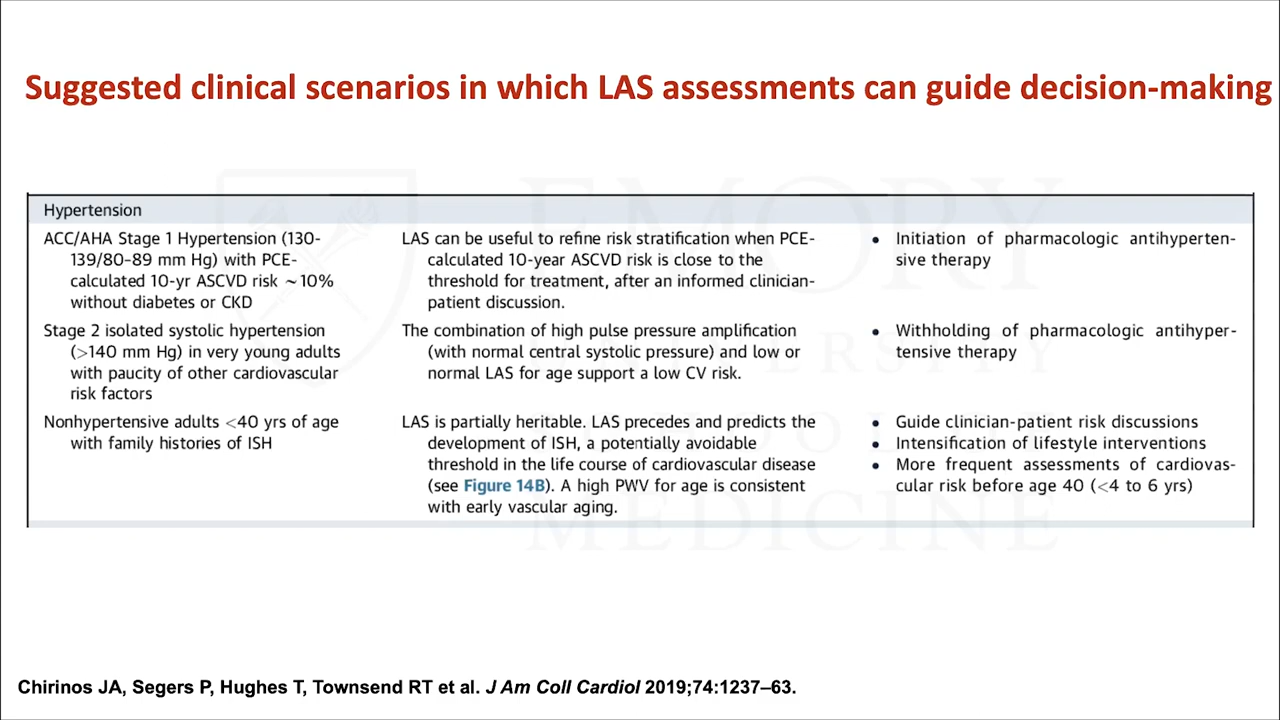 Suggested clinical scenarios in which LAS assessments can guide decision-making
Hypertension
ACC/AHA Stage 1 Hypertension (130-
139/80–89 mm Hg) with PCE-
calculated 10-yr ASCVD risk ~10%
without diabetes or CKD
LAS can be useful to refine risk stratification when PCE-
calculated 10-year ASCVD risk is close to the
threshold for treatment, after an informed clinician-
patient discussion.
• Initiation of pharmacologic antihyperten-
sive therapy
Stage 2 isolated systolic hypertension
(>140 mm Hg) in very young adults
with paucity of other cardiovascular
risk factors
The combination of high pulse pressure amplification
(with normal central systolic pressure) and low or
normal LAS for age support a low CV risk.
• Withholding of pharmacologic antihyper-
tensive therapy
Nonhypertensive adults <40 yrs of age
with family histories of ISH
LAS is partially heritable. LAS precedes and predicts the
development of ISH, a potentially avoidable
threshold in the life course of cardiovascular disease
(see Figure 14B). A high PWV for age is consistent
with early vascular aging.
• Guide clinician-patient risk discussions
• Intensification of lifestyle interventions
• More frequent assessments of cardiovas-
cular risk before age 40 (<4 to 6 yrs)
EMORY
UNIVERSITY
SCHOOL OF
MEDICINE
Chirinos JA, Segers P, Hughes T, Townsend RT et al. J Am Coll Cardiol 2019;74:1237–63.